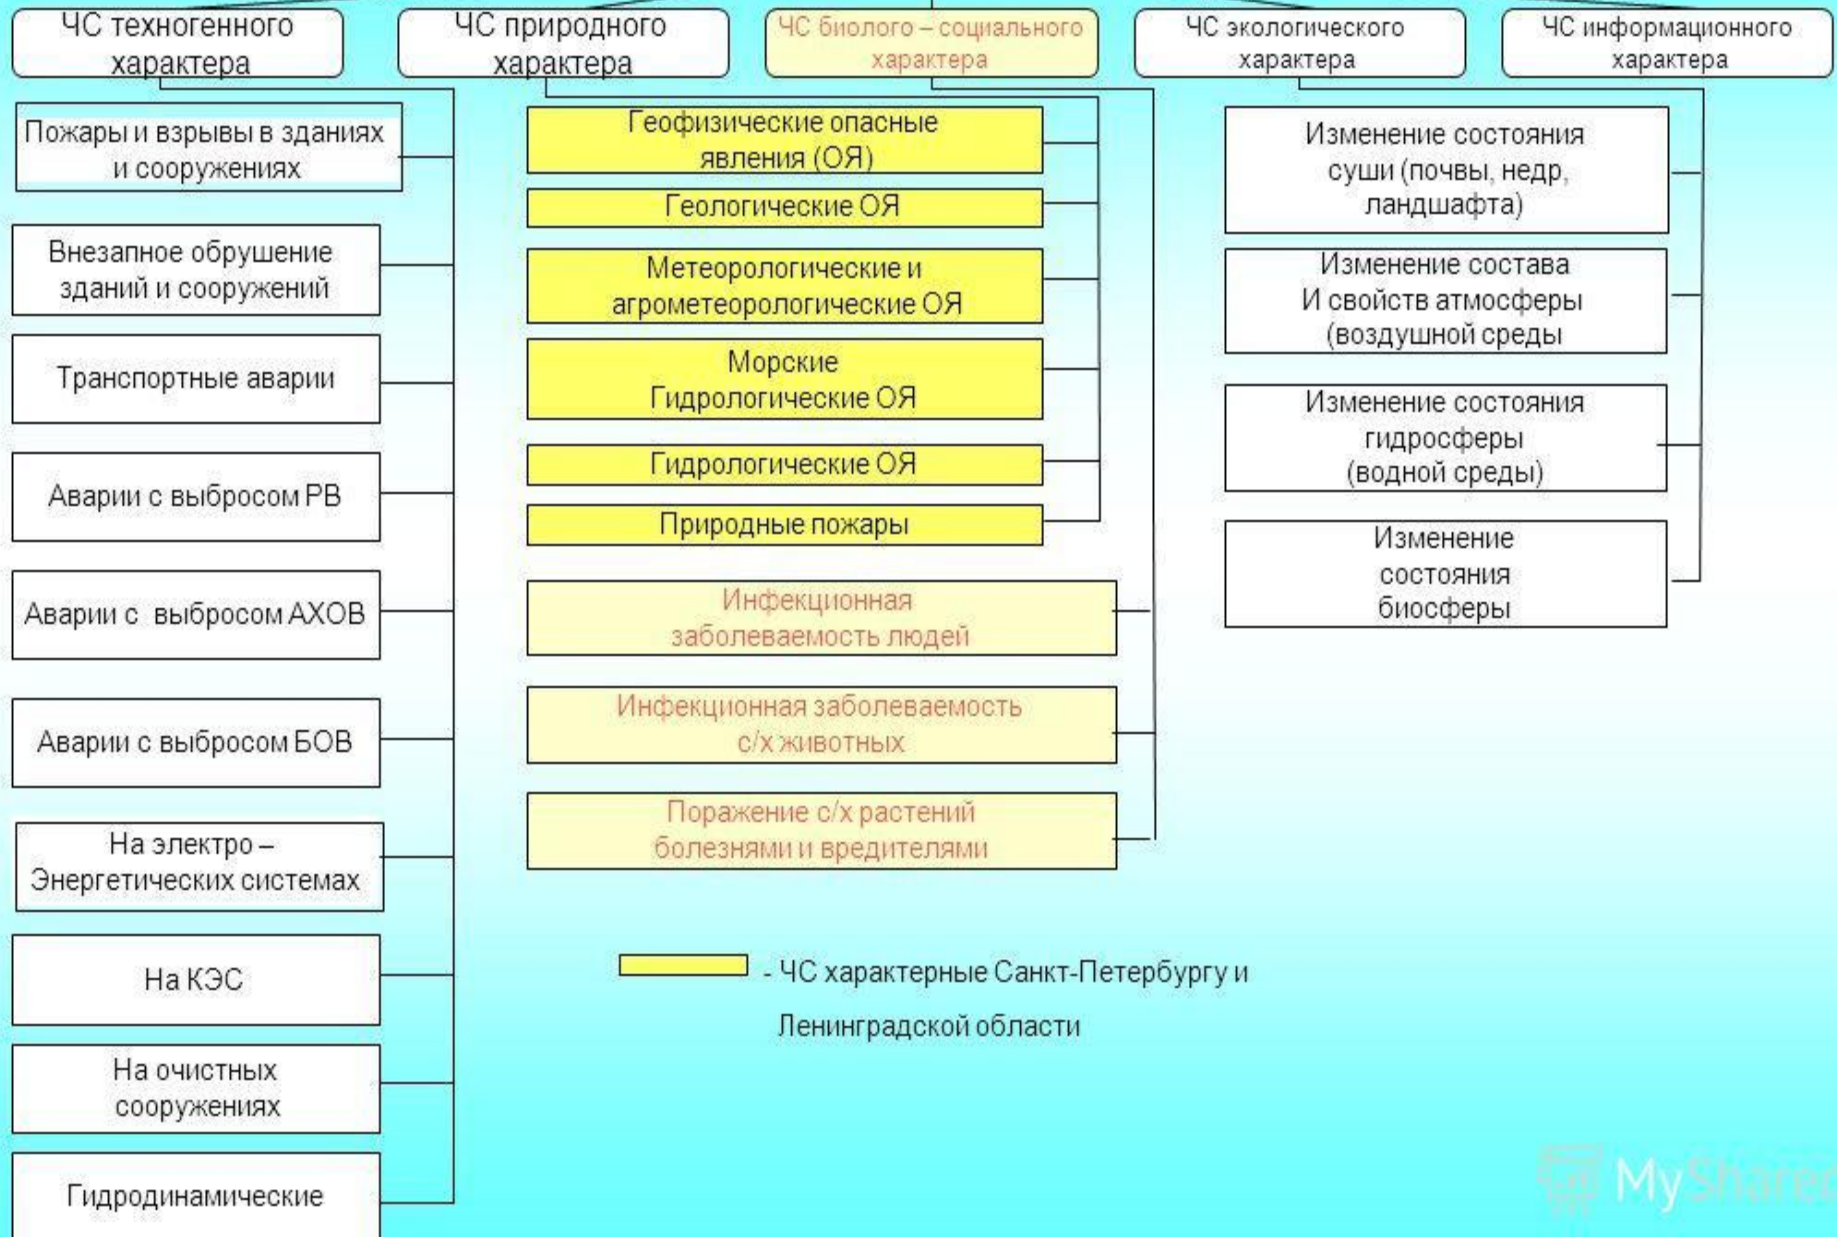 ЧС техногенного
характера
ЧС природного
характера
ЧС биолого – социального
характера
ЧС экологического
характера
ЧС информационного
характера
Пожары и взрывы в зданиях
и сооружениях
Внезапное обрушение
зданий и сооружений
Транспортные аварии
Аварии с выбросом РВ
Аварии с выбросом АХОВ
Аварии с выбросом БОВ
На электро –
Энергетических системах
На КЭС
На очистных
сооружениях
Гидродинамические
Геофизические опасные
явления (ОЯ)
Геологические ОЯ
Метеорологические и
агрометеорологические ОЯ
Морские
Гидрологические ОЯ
Гидрологические ОЯ
Природные пожары
Инфекционная
заболеваемость людей
Инфекционная заболеваемость
с/х животных
Поражение с/х растений
болезнями и вредителями
Изменение состояния
суши (почвы, недр,
ландшафта)
Изменение состава
И свойств атмосферы
(воздушной среды
Изменение состояния
гидросферы
(водной среды)
Изменение
состояния
биосферы
- ЧС характерные Санкт-Петербургу и
Ленинградской области
MyShared